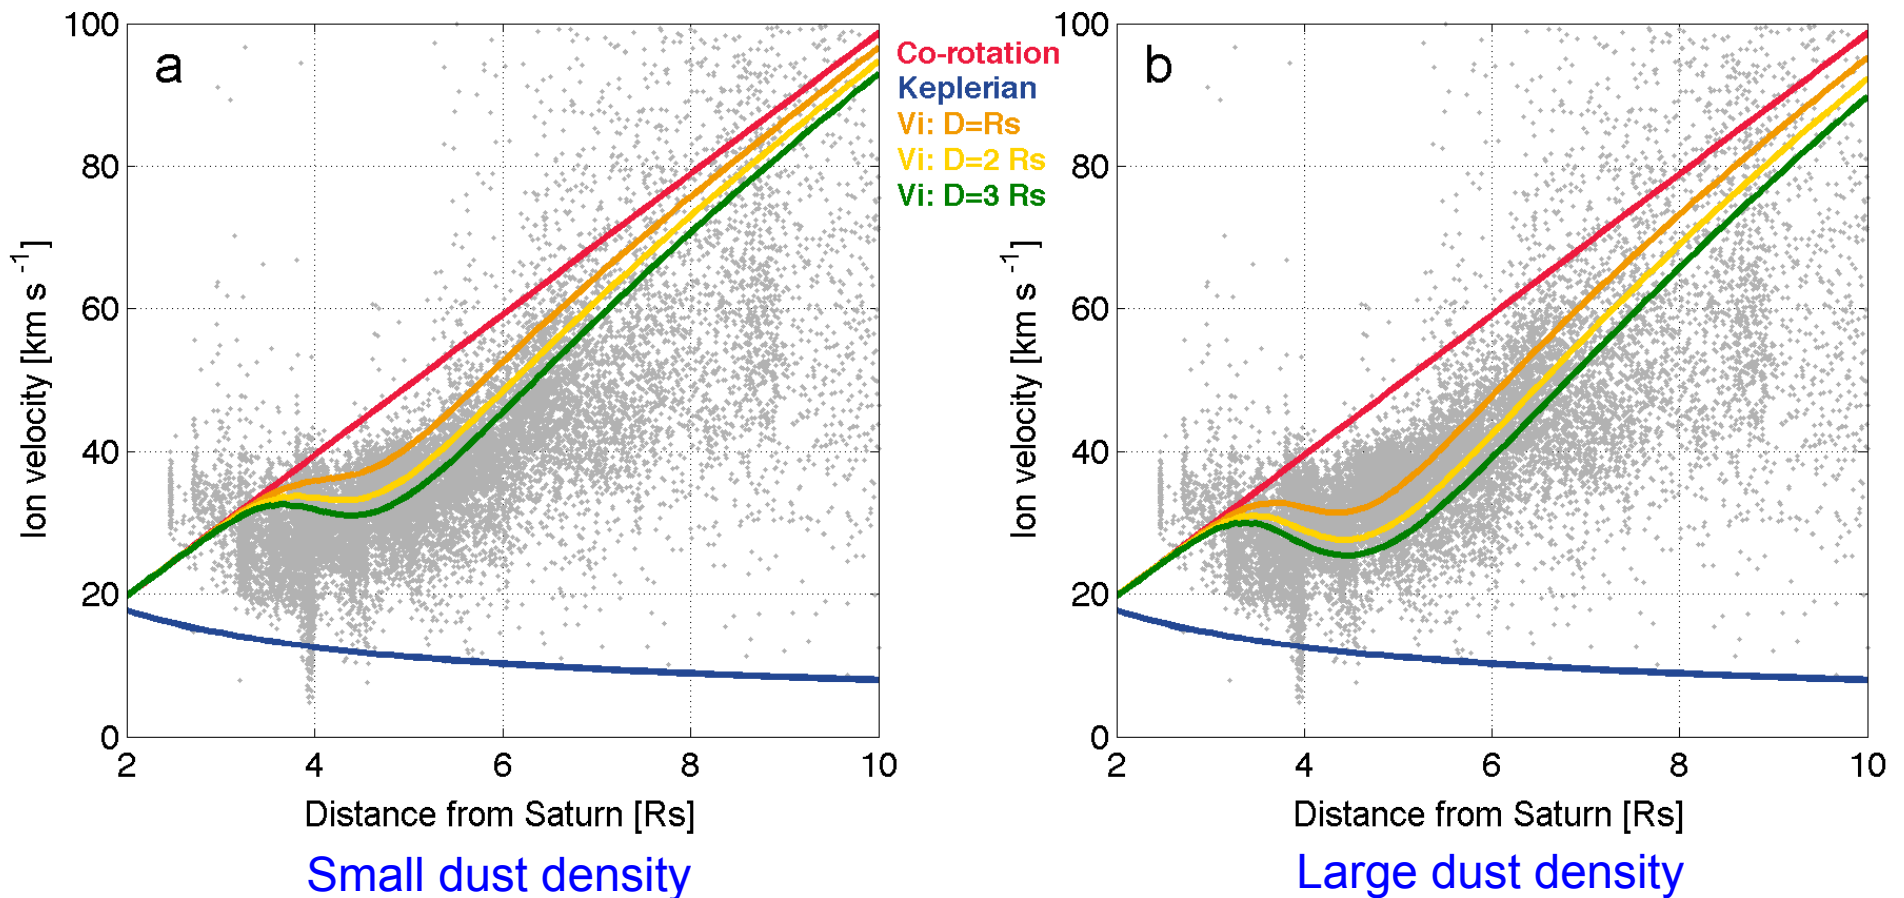 a
Ion velocity [km s -1]
100
80
60
40
20
0
2 4 6 8 10
Distance from Saturn [Rs]
Small dust density
Co-rotation
Keplerian
Vi: D=Rs
Vi: D=2 Rs
Vi: D=3 Rs
b
Ion velocity [km s -1]
100
80
60
40
20
0
2 4 6 8 10
Distance from Saturn [Rs]
Large dust density